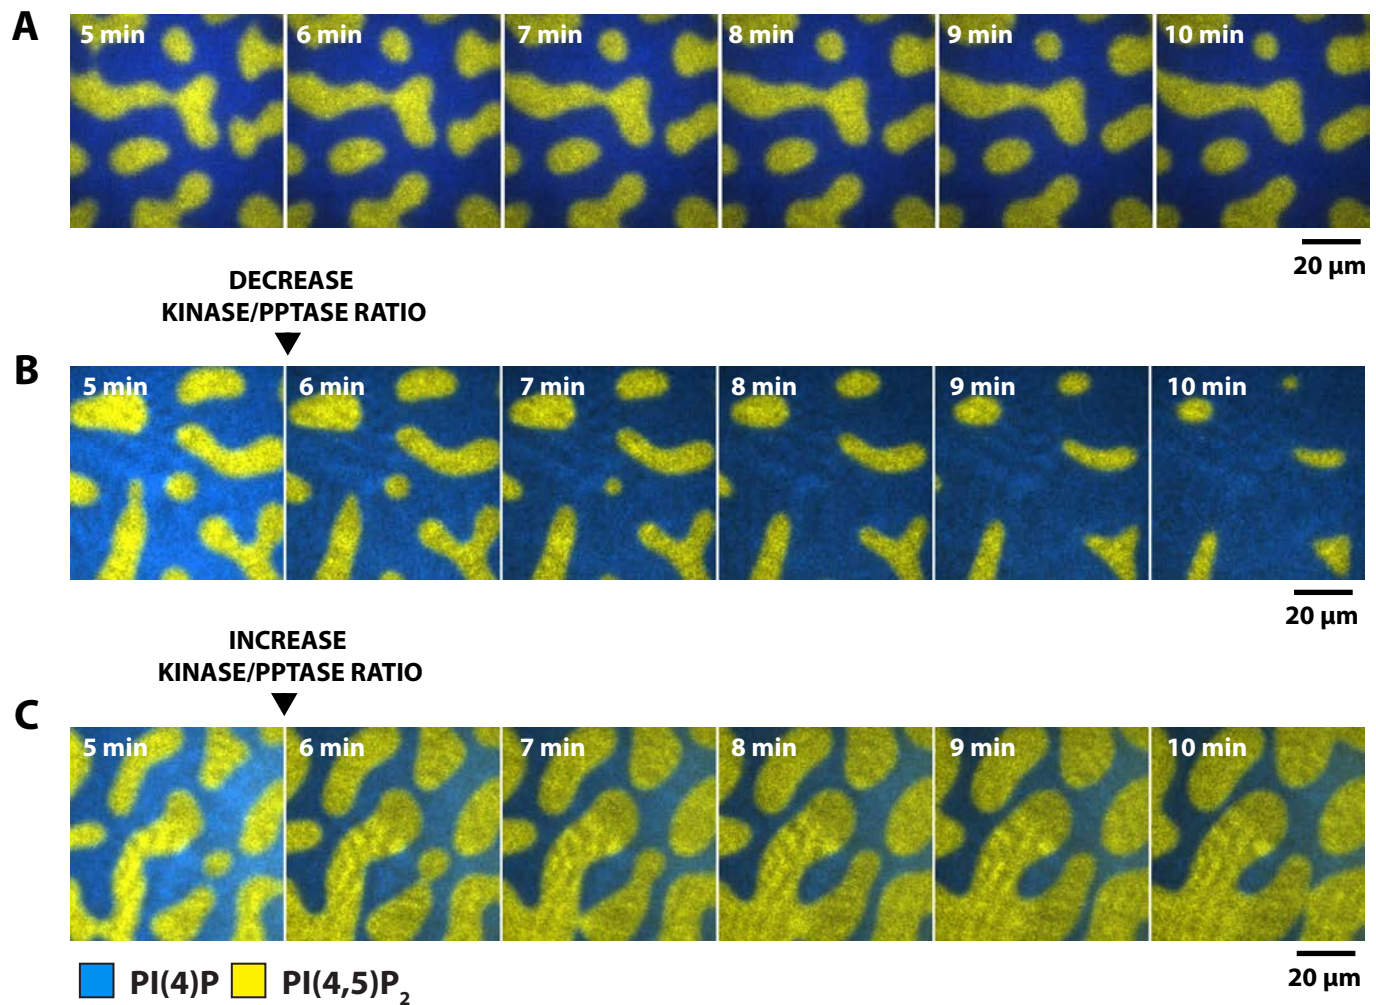 A
5 min 6 min 7 min 8 min 9 min 10 min
20 µm
DECREASE
KINASE/PPTASE RATIO
B
5 min 6 min 7 min 8 min 9 min 10 min
20 µm
INCREASE
KINASE/PPTASE RATIO
C
5 min 6 min 7 min 8 min 9 min 10 min
20 µm
PI(4)P PI(4,5)P₂